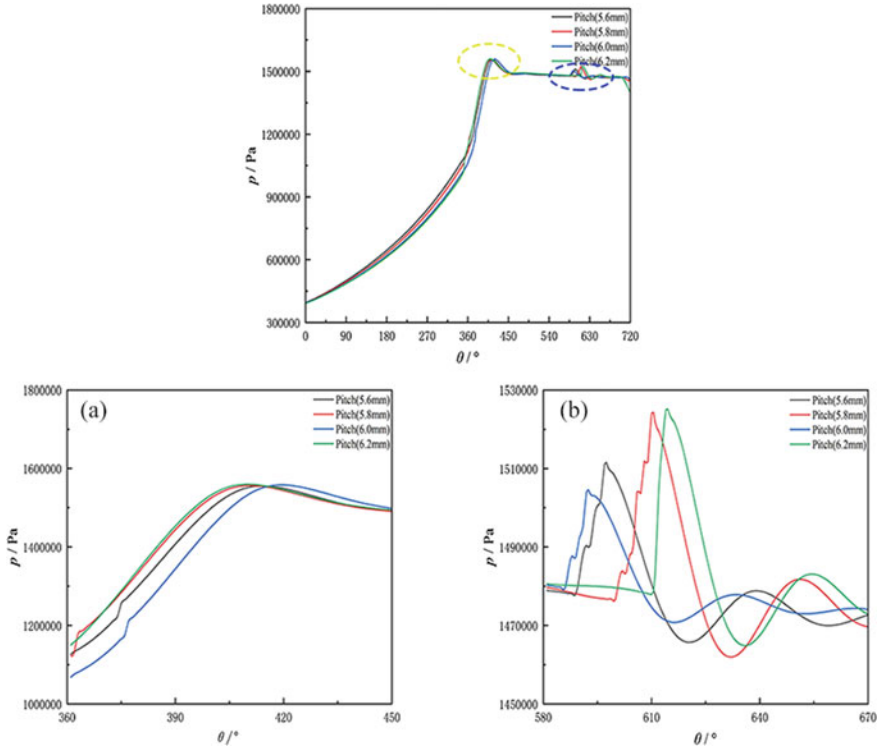 1800000
1500000
1200000
900000
600000
300000
p / Pa
0 90 180 270 360 450 540 630 720
θ / °
Pitch(5.6mm)
Pitch(5.8mm)
Pitch(6.0mm)
Pitch(6.2mm)
(a)
1800000
1600000
1400000
1200000
1000000
p / Pa
360 390 420 450
θ / °
Pitch(5.6mm)
Pitch(5.8mm)
Pitch(6.0mm)
Pitch(6.2mm)
(b)
1530000
1510000
1490000
1470000
1450000
p / Pa
580 610 640 670
θ / °
Pitch(5.6mm)
Pitch(5.8mm)
Pitch(6.0mm)
Pitch(6.2mm)